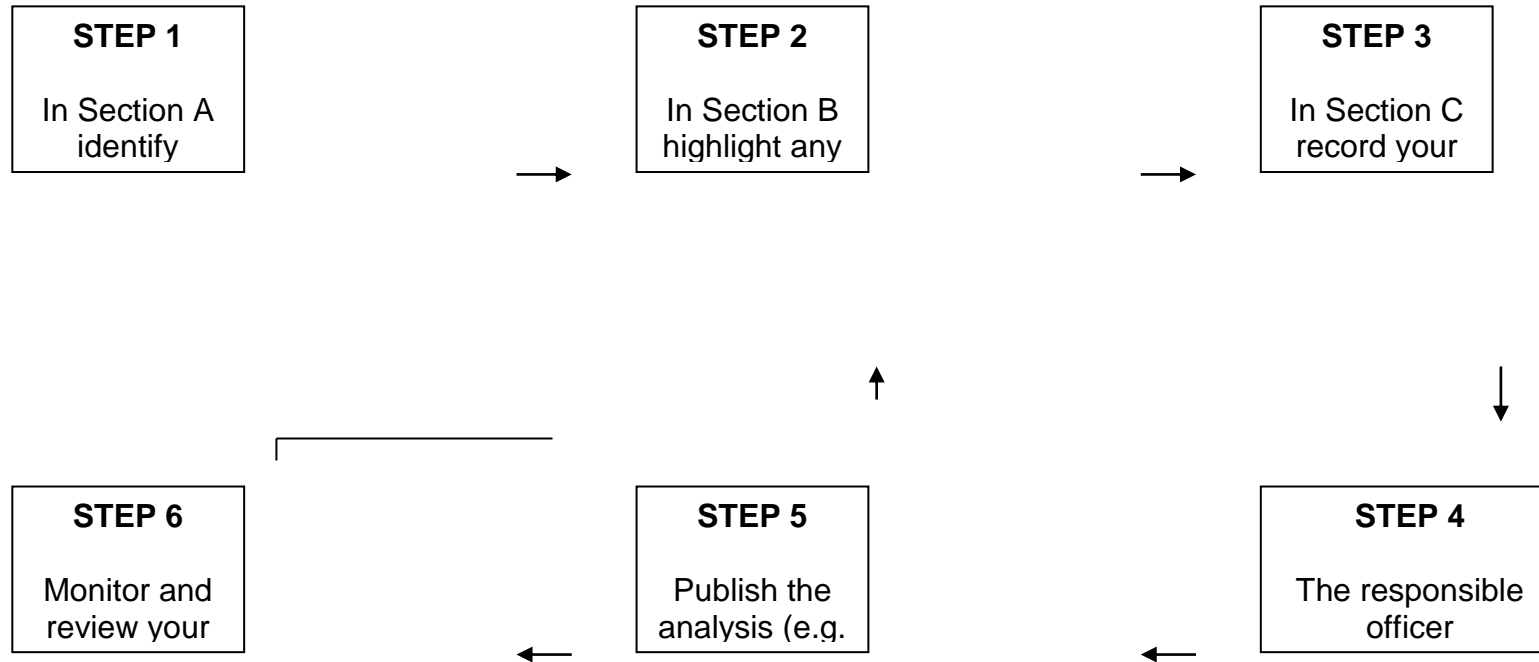 STEP 1
In Section A
identify
STEP 2
In Section B
highlight any
STEP 3
In Section C
record your
STEP 6
Monitor and
review your
STEP 5
Publish the
analysis (e.g.
STEP 4
The responsible
officer